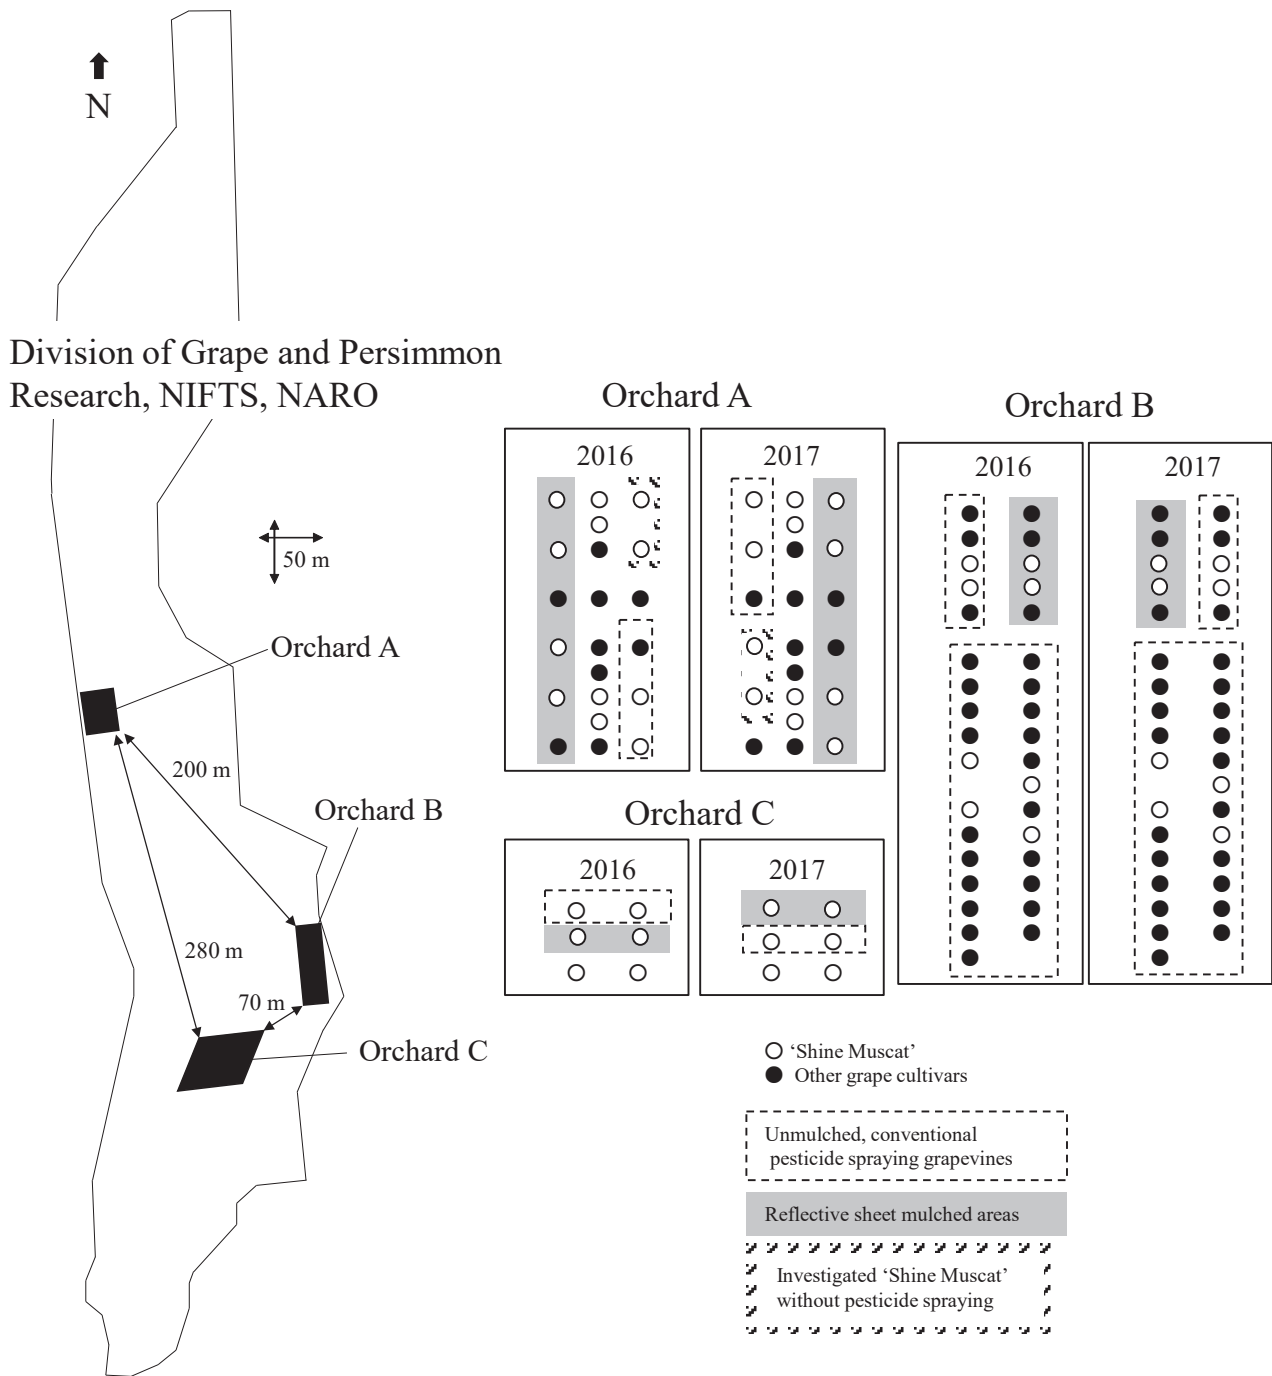 N
Division of Grape and Persimmon
Research, NIFTS, NARO
50 m
Orchard A
200 m
Orchard B
280 m
70 m
Orchard C
Orchard A
2016
2017
Orchard B
2016
2017
Orchard C
2016
2017
‘Shine Muscat’
Other grape cultivars
Unmulched, conventional
pesticide spraying grapevines
Reflective sheet mulched areas
Investigated ‘Shine Muscat’
without pesticide spraying